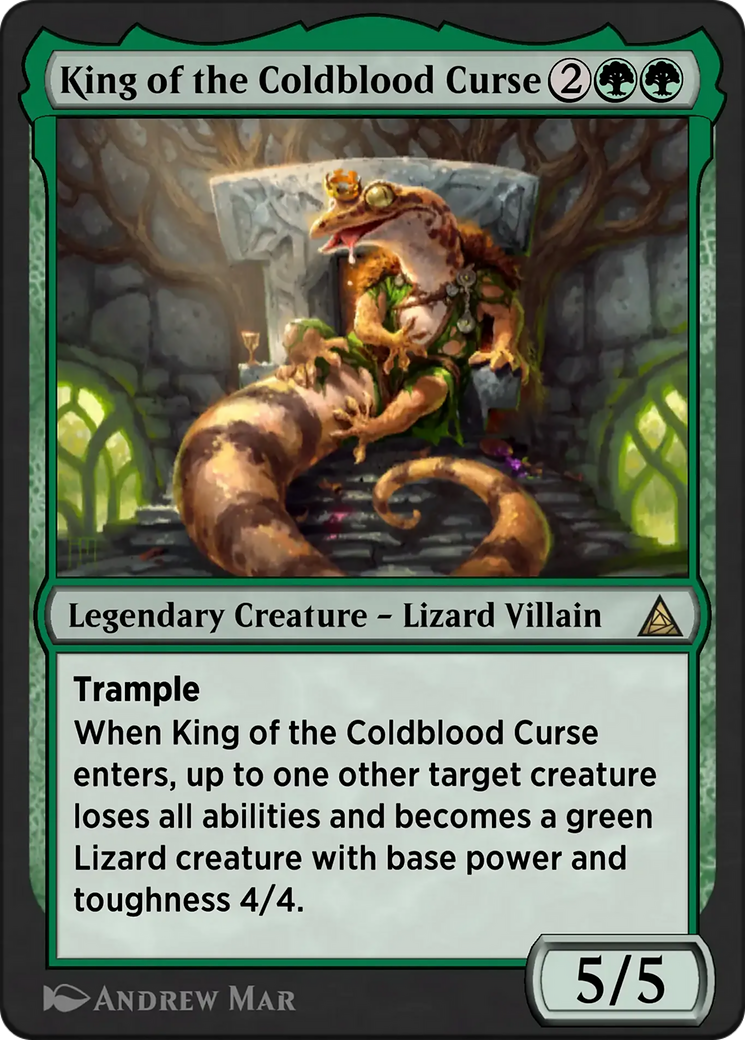 King of the Coldblood Curse 2
Legendary Creature – Lizard Villain
Trample
When King of the Coldblood Curse
enters, up to one other target creature
loses all abilities and becomes a green
Lizard creature with base power and
toughness 4/4.
5/5
Andrew Mar